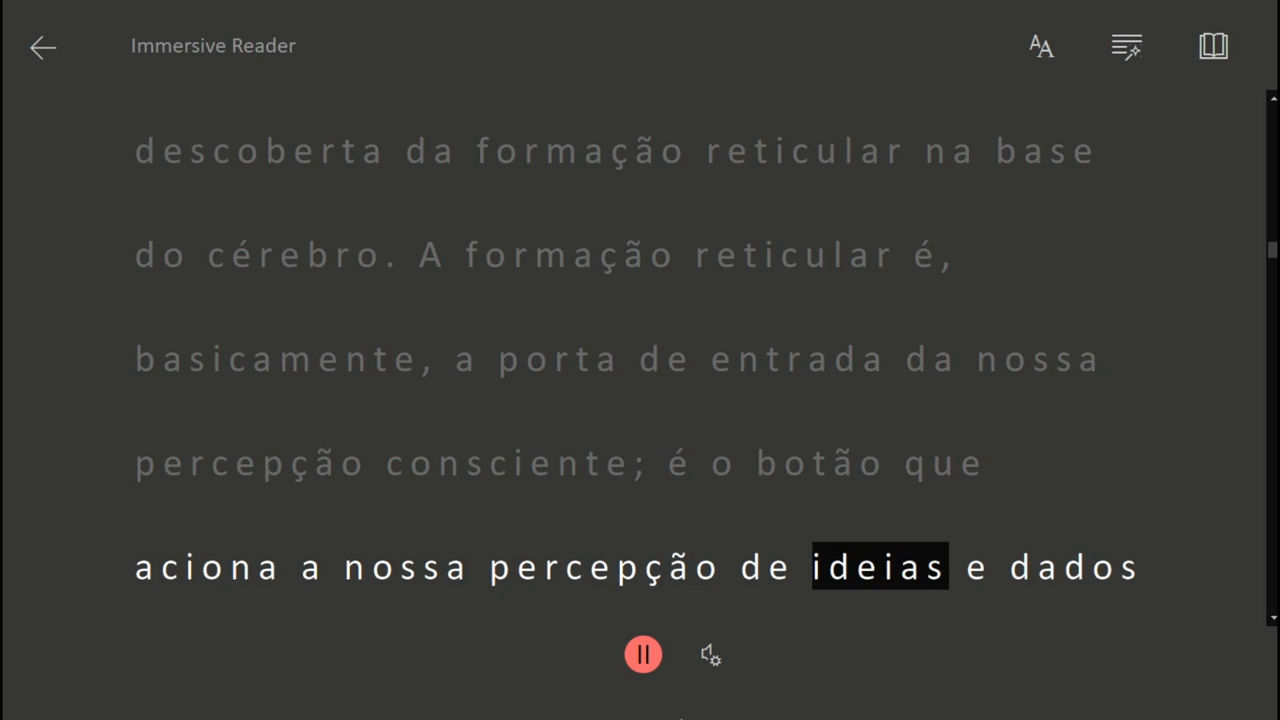 Immersive Reader
descoberta da formação reticular na base
do cérebro. A formação reticular é,
basicamente, a porta de entrada da nossa
percepção consciente; é o botão que
aciona a nossa percepção de ideias e dados